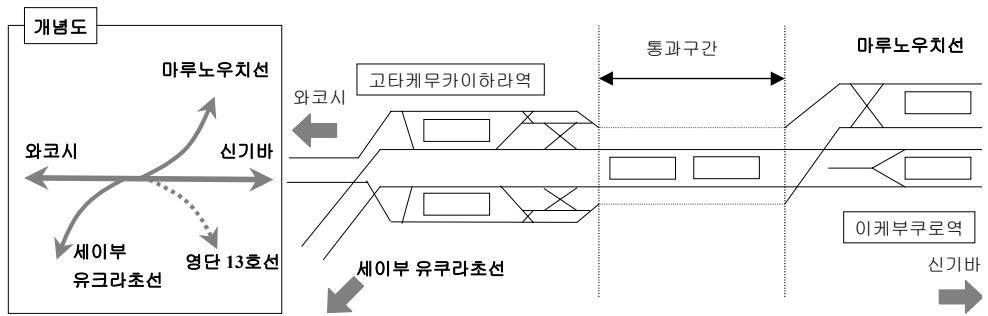 개념도
마루노우치선
와코시
신기바
세이부
유크라초선
영단 13호선
와코시
고타케무카이하라역
통과구간
마루노우치선
세이부 유쿠라초선
이케부쿠로역
신기바